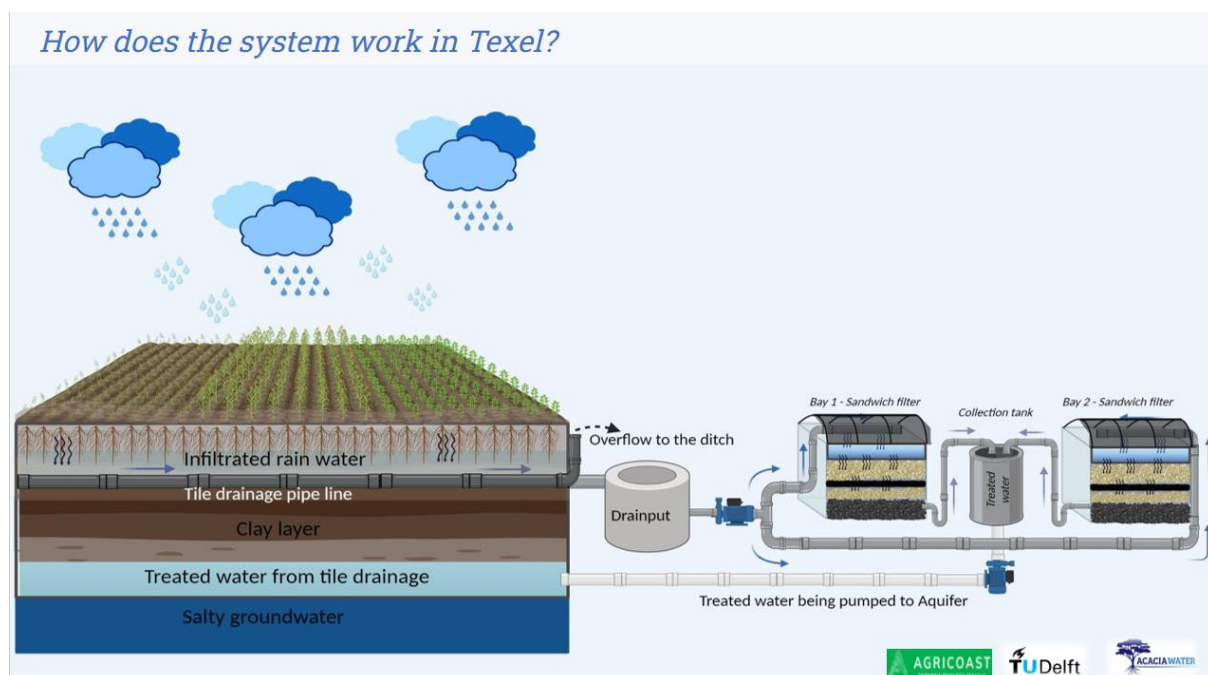 How does the system work in Texel?
Bay 1 - Sandwich filter
Collection tank
Bay 2 - Sandwich filter
Overflow to the ditch
Infiltrated rain water
Tile drainage pipe line
Drainput
Treated
water
Clay layer
Treated water from tile drainage
Treated water being pumped to Aquifer
Salty groundwater
AGRICOAST
TU Delft
ACACIAWATER